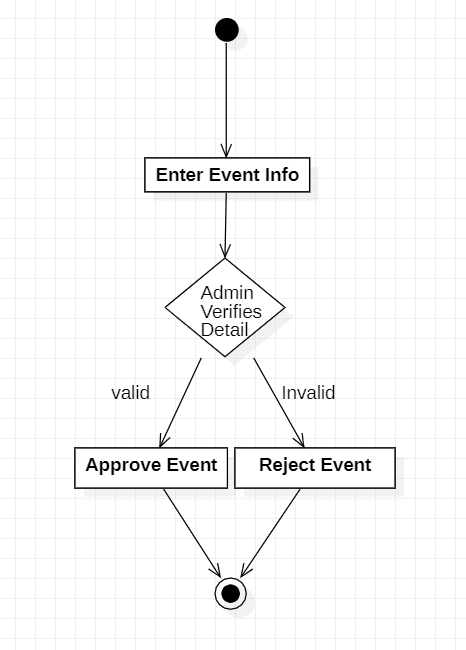 Enter Event Info
Admin
Verifies
Detail
valid
Invalid
Approve Event
Reject Event